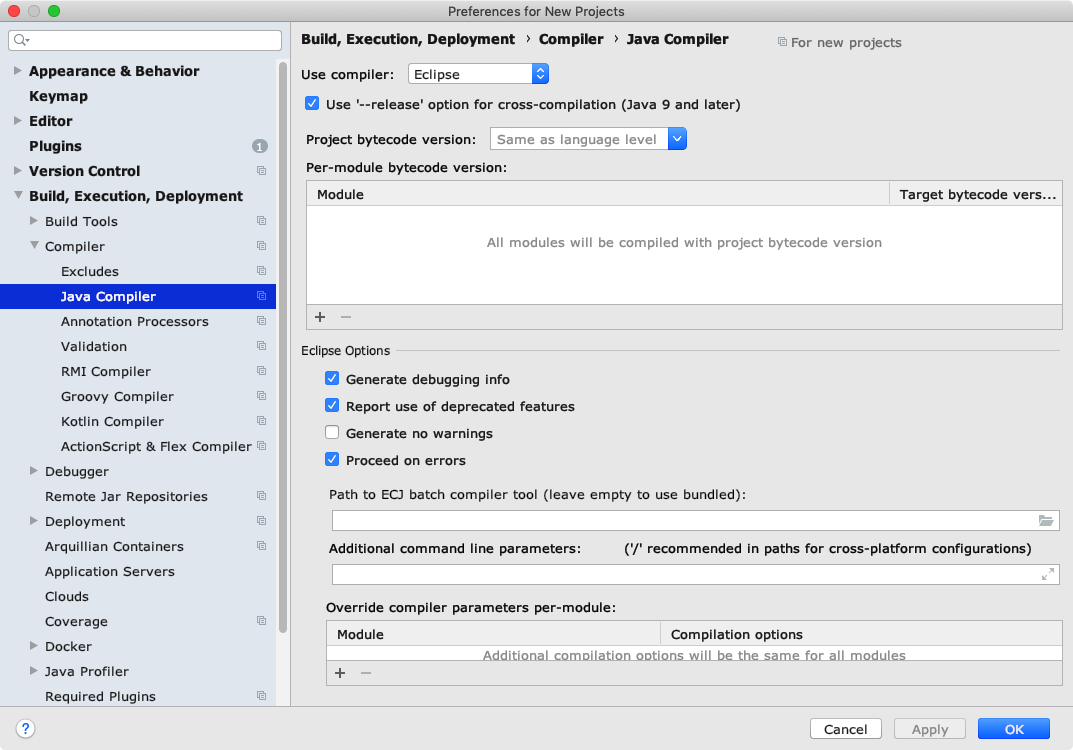 Preferences for New Projects
Appearance & Behavior
Keymap
Editor
Plugins 1
Version Control
Build, Execution, Deployment
Build Tools
Compiler
Excludes
Java Compiler
Annotation Processors
Validation
RMI Compiler
Groovy Compiler
Kotlin Compiler
ActionScript & Flex Compiler
Debugger
Remote Jar Repositories
Deployment
Arquillian Containers
Application Servers
Clouds
Coverage
Docker
Java Profiler
Required Plugins
Build, Execution, Deployment › Compiler › Java Compiler For new projects
Use compiler: Eclipse
Use '--release' option for cross-compilation (Java 9 and later)
Project bytecode version: Same as language level
Per-module bytecode version:
Module Target bytecode vers...
All modules will be compiled with project bytecode version
+ −
Eclipse Options
Generate debugging info
Report use of deprecated features
Generate no warnings
Proceed on errors
Path to ECJ batch compiler tool (leave empty to use bundled):
Additional command line parameters: ('/' recommended in paths for cross-platform configurations)
Override compiler parameters per-module:
Module Compilation options
Additional compilation options will be the same for all modules
+ −
? Cancel Apply OK